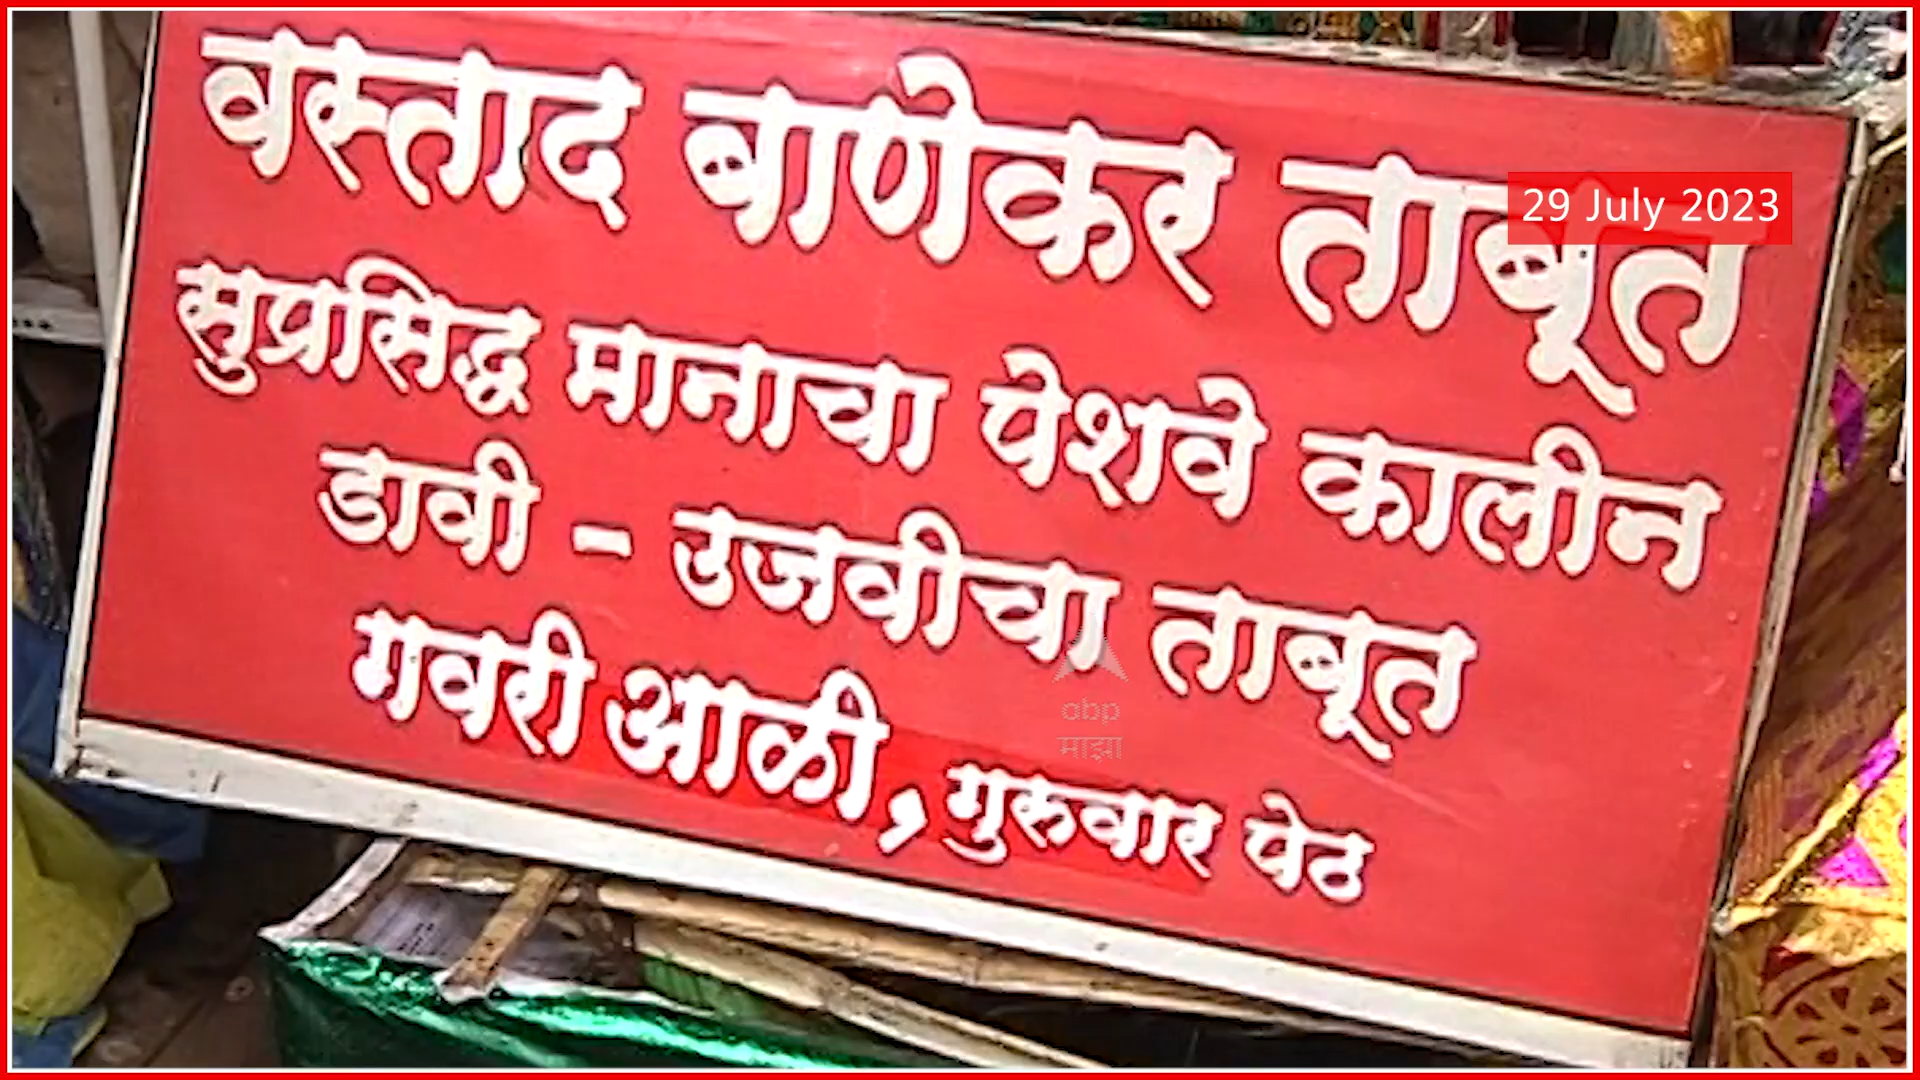 वस्ताद बाणेकर ताबूत
29 July 2023
सुप्रसिद्ध मानाचा पेशवे कालीन
डावी - उजवीचा ताबूत
गवरी आळी, गुरुवार पेठ
abp
माझा